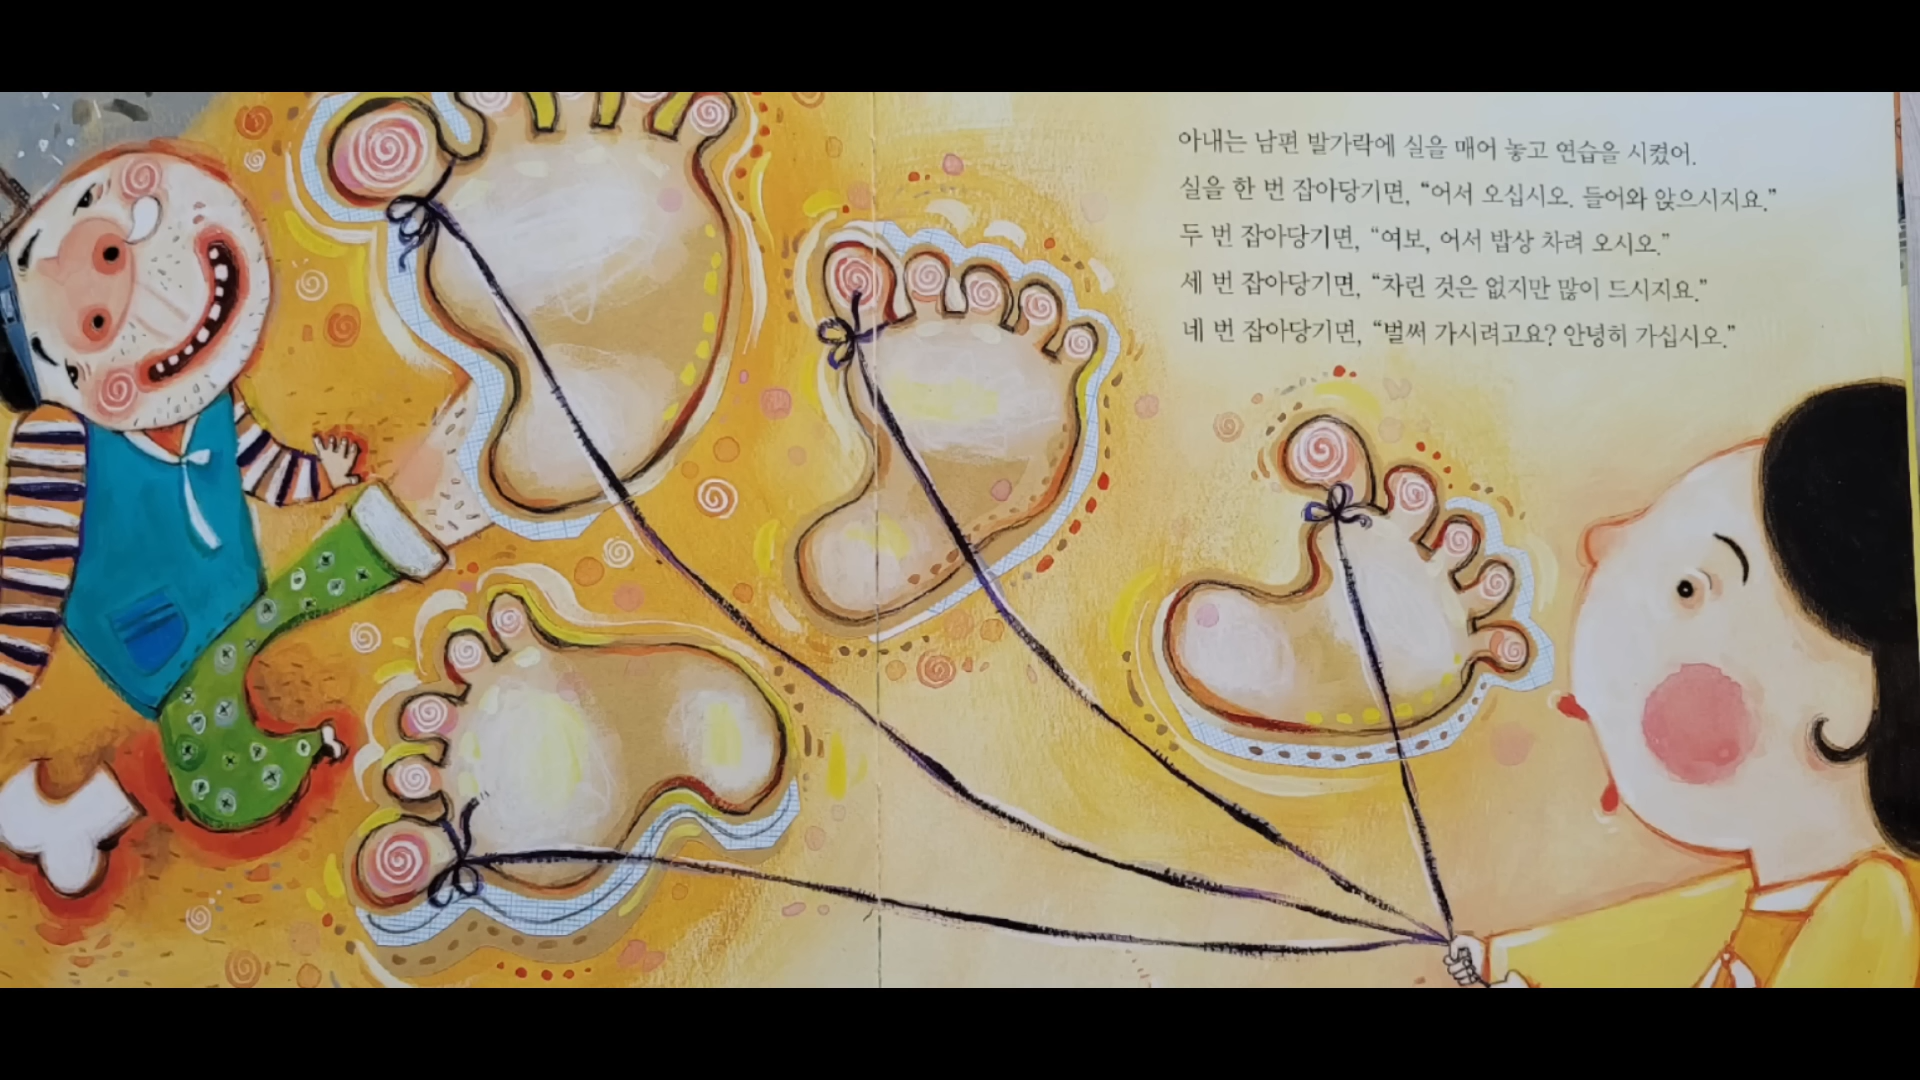 아내는 남편 발가락에 실을 매어 놓고 연습을 시켰어.
실을 한 번 잡아당기면, “어서 오십시오. 들어와 앉으시지요.”
두 번 잡아당기면, “여보, 어서 밥상 차려 오시오.”
세 번 잡아당기면, “차린 것은 없지만 많이 드시지요.”
네 번 잡아당기면, “벌써 가시려고요? 안녕히 가십시오.”